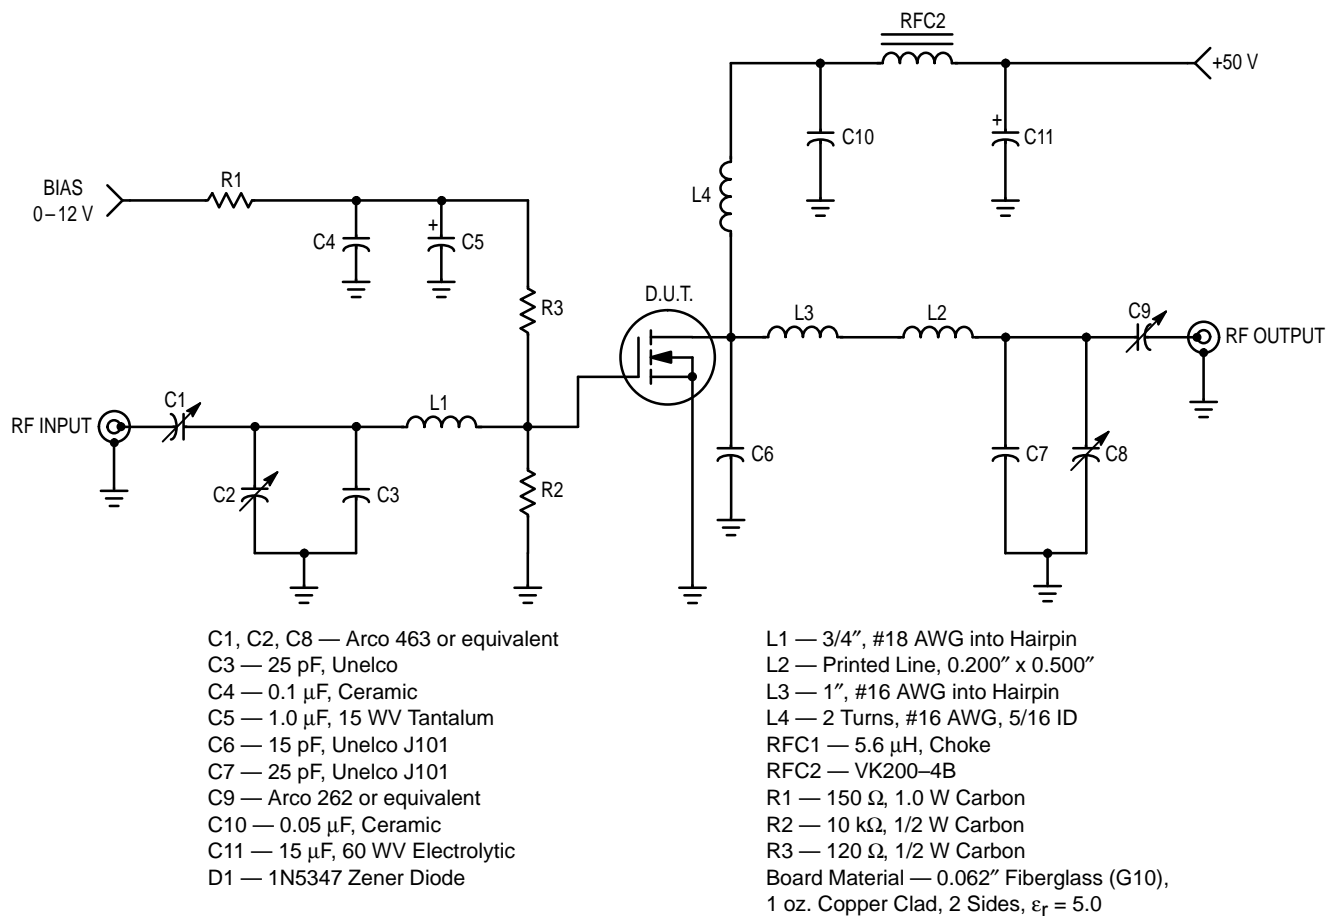 RFC2
+50 V
+
C10
C11
R1
L4
BIAS
0–12 V
+
C4
C5
D.U.T.
R3
L3
L2
C9
RF OUTPUT
C1
L1
RF INPUT
C6
C7
C8
C2
C3
R2
C1, C2, C8 — Arco 463 or equivalent
C3 — 25 pF, Unelco
C4 — 0.1 μF, Ceramic
C5 — 1.0 μF, 15 WV Tantalum
C6 — 15 pF, Unelco J101
C7 — 25 pF, Unelco J101
C9 — Arco 262 or equivalent
C10 — 0.05 μF, Ceramic
C11 — 15 μF, 60 WV Electrolytic
D1 — 1N5347 Zener Diode
L1 — 3/4″, #18 AWG into Hairpin
L2 — Printed Line, 0.200″ x 0.500″
L3 — 1″, #16 AWG into Hairpin
L4 — 2 Turns, #16 AWG, 5/16 ID
RFC1 — 5.6 μH, Choke
RFC2 — VK200–4B
R1 — 150 Ω, 1.0 W Carbon
R2 — 10 kΩ, 1/2 W Carbon
R3 — 120 Ω, 1/2 W Carbon
Board Material — 0.062″ Fiberglass (G10),
1 oz. Copper Clad, 2 Sides, εr = 5.0